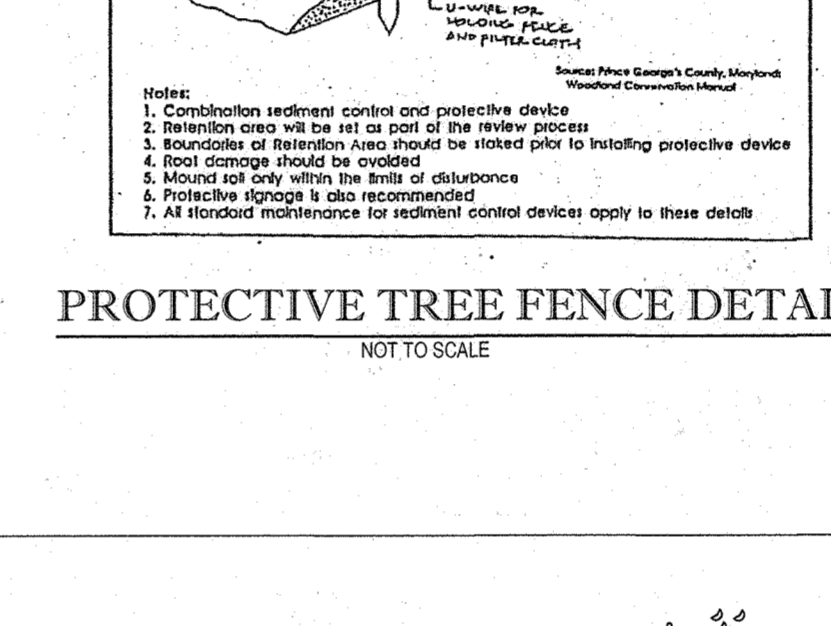 U-WIRE FOR
HOLDING FENCE
AND FILTER CLOTH
Source: Prince George's County, Maryland:
Woodland Conservation Manual
Notes:
1. Combination sediment control and protective device
2. Retention area will be set as part of the review process
3. Boundaries of Retention Area should be staked prior to installing protective device
4. Root damage should be avoided
5. Mound soil only within the limits of disturbance
6. Protective signage is also recommended
7. All standard maintenance for sediment control devices apply to these details
PROTECTIVE TREE FENCE DETAI
NOT TO SCALE